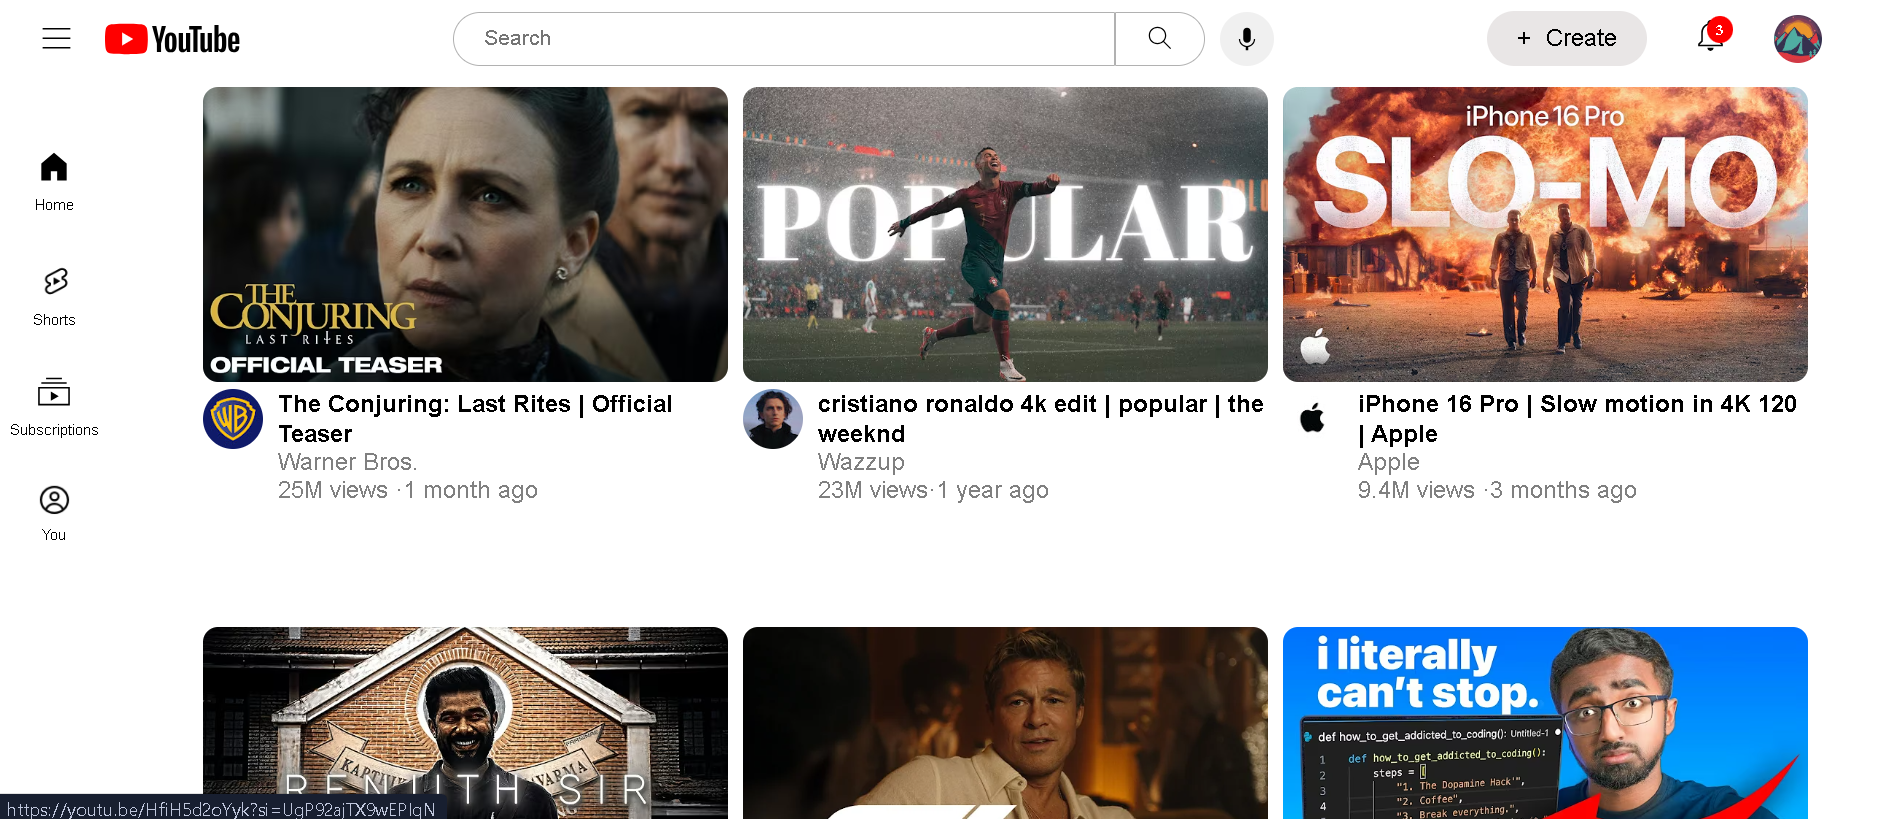 YouTube
Search
+ Create
3
Home
Shorts
Subscriptions
You
THE
CONJURING
LAST RITES
OFFICIAL TEASER
POPULAR
iPhone 16 Pro
SLO-MO
WB
The Conjuring: Last Rites | Official
Teaser
Warner Bros.
25M views ·1 month ago
cristiano ronaldo 4k edit | popular | the
weeknd
Wazzup
23M views·1 year ago
iPhone 16 Pro | Slow motion in 4K 120
| Apple
Apple
9.4M views ·3 months ago
RENJITH SIR
i literally
can't stop.
def how_to_get_addicted_to_coding(): Untitled-1
1 def how_to_get_addicted_to_coding():
2 steps = [
3 "1. The Dopamine Hack'",
4 "2. Coffee",
"3. Break everything.",
https://youtu.be/HfiH5d2oYyk?si=UgP92ajTX9wEPIqN